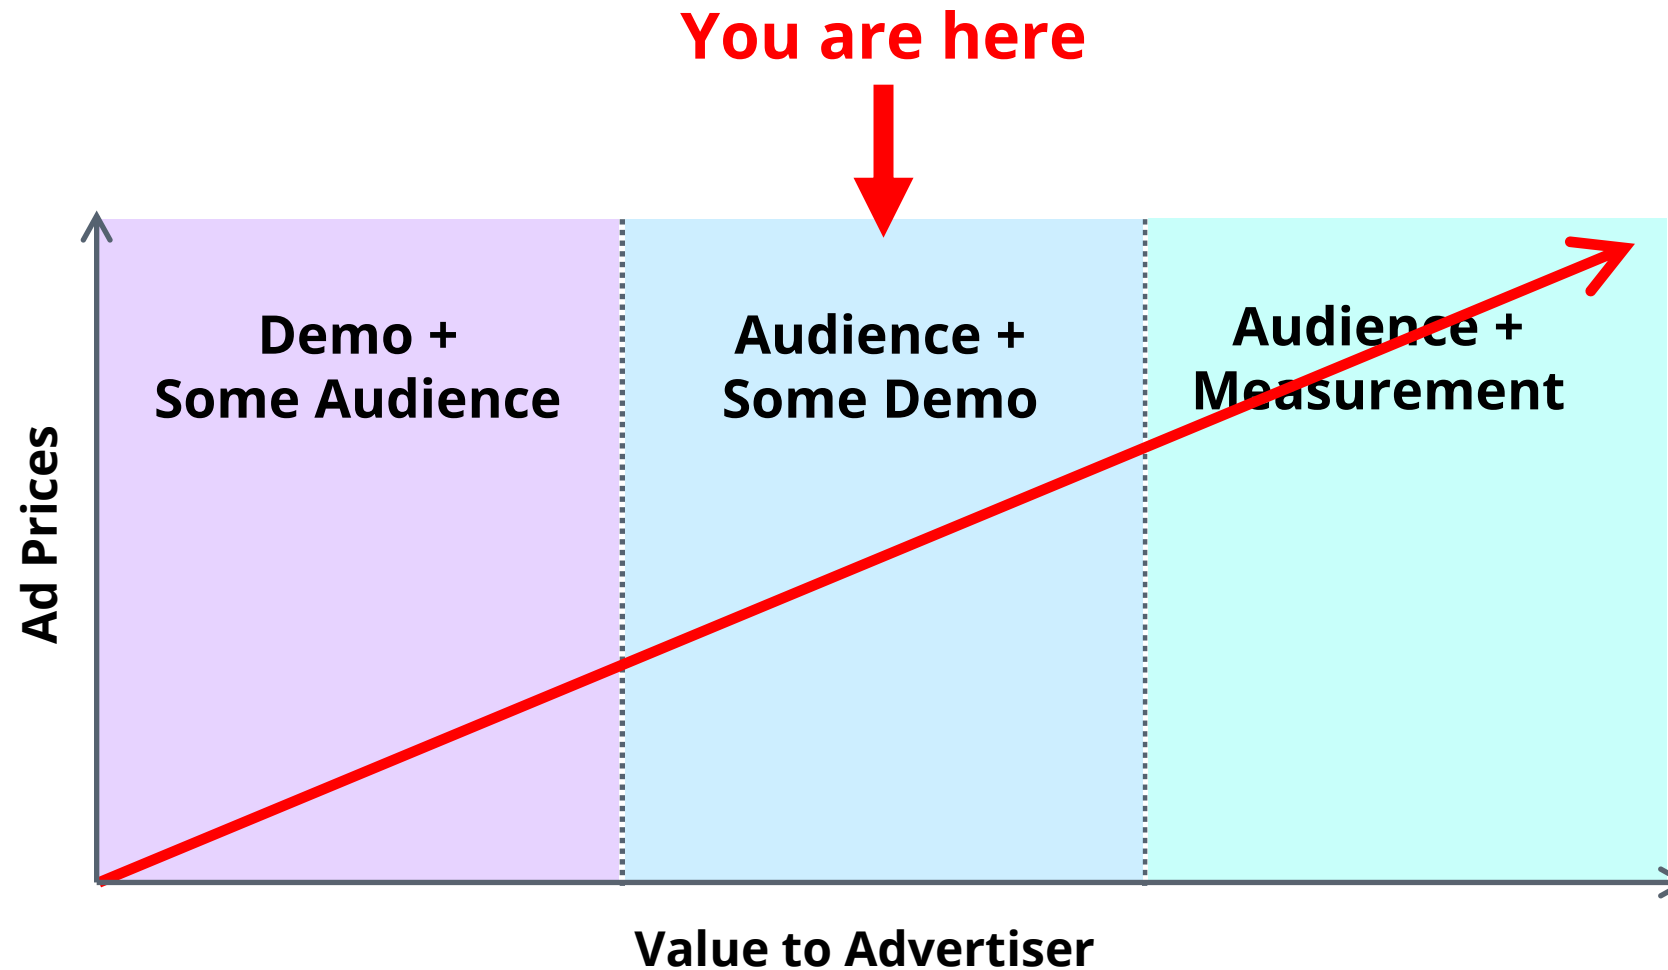 You are here
Demo +
Some Audience
Audience +
Some Demo
Audience +
Measurement
Ad Prices
Value to Advertiser